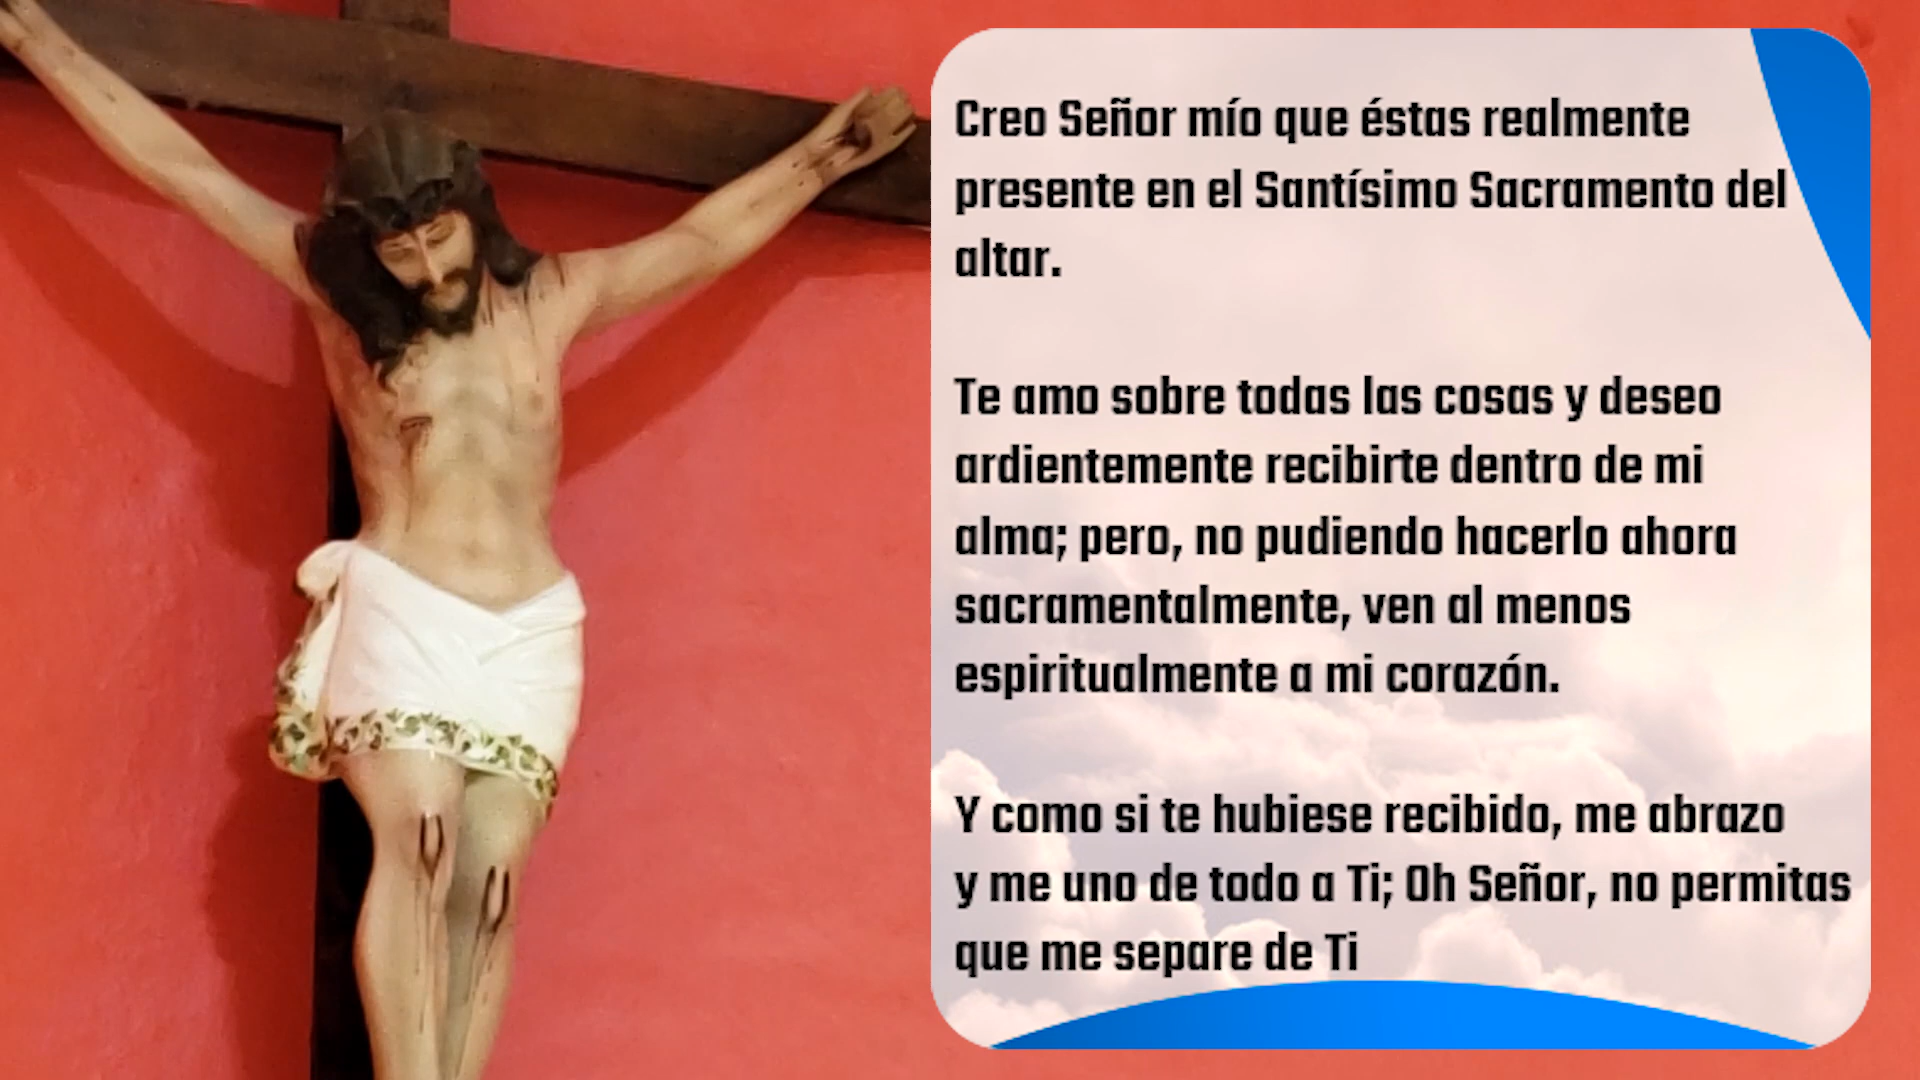 Creo Señor mío que éstas realmente
presente en el Santísimo Sacramento del
altar.
Te amo sobre todas las cosas y deseo
ardientemente recibirte dentro de mi
alma; pero, no pudiendo hacerlo ahora
sacramentalmente, ven al menos
espiritualmente a mi corazón.
Y como si te hubiese recibido, me abrazo
y me uno de todo a Ti; Oh Señor, no permitas
que me separe de Ti